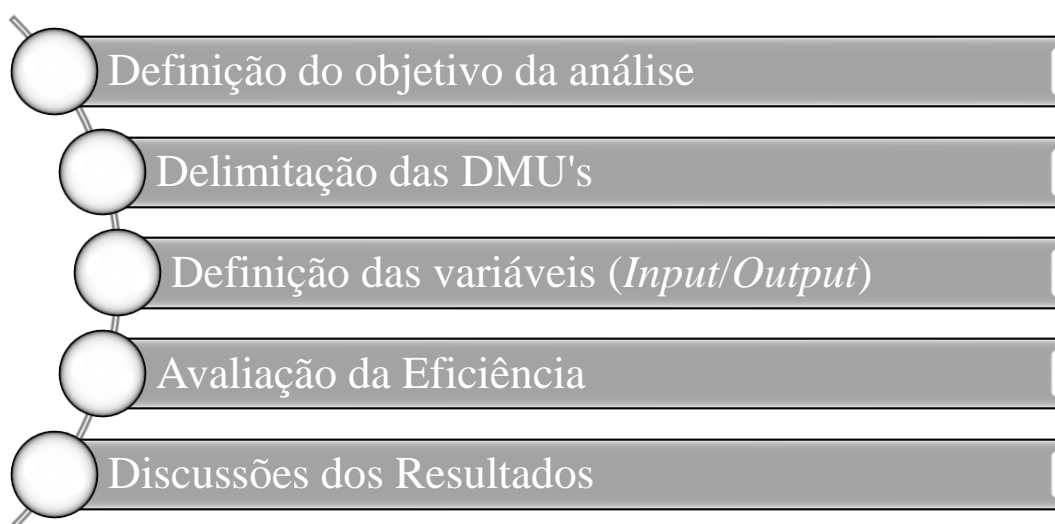 Definição do objetivo da análise
Delimitação das DMU's
Definição das variáveis (Input/Output)
Avaliação da Eficiência
Discussões dos Resultados